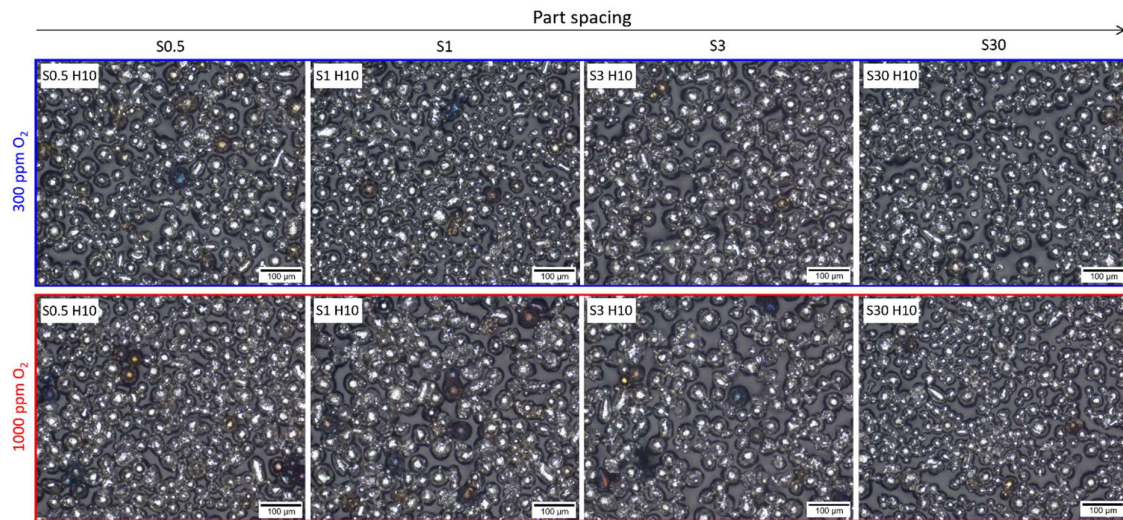 Part spacing
S0.5
S1
S3
S30
300 ppm O₂
S0.5 H10
100 µm
S1 H10
100 µm
S3 H10
100 µm
S30 H10
100 µm
1000 ppm O₂
S0.5 H10
100 µm
S1 H10
100 µm
S3 H10
100 µm
S30 H10
100 µm